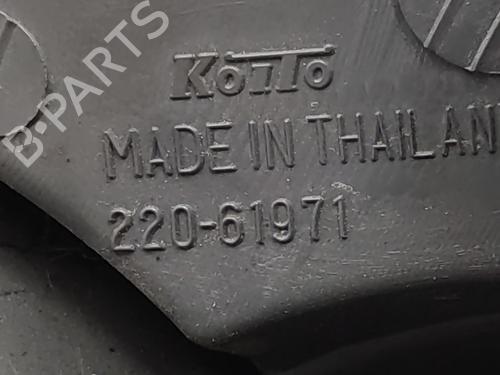 KoiTo
MADE IN THAILAN
220-61971
B-PARTS